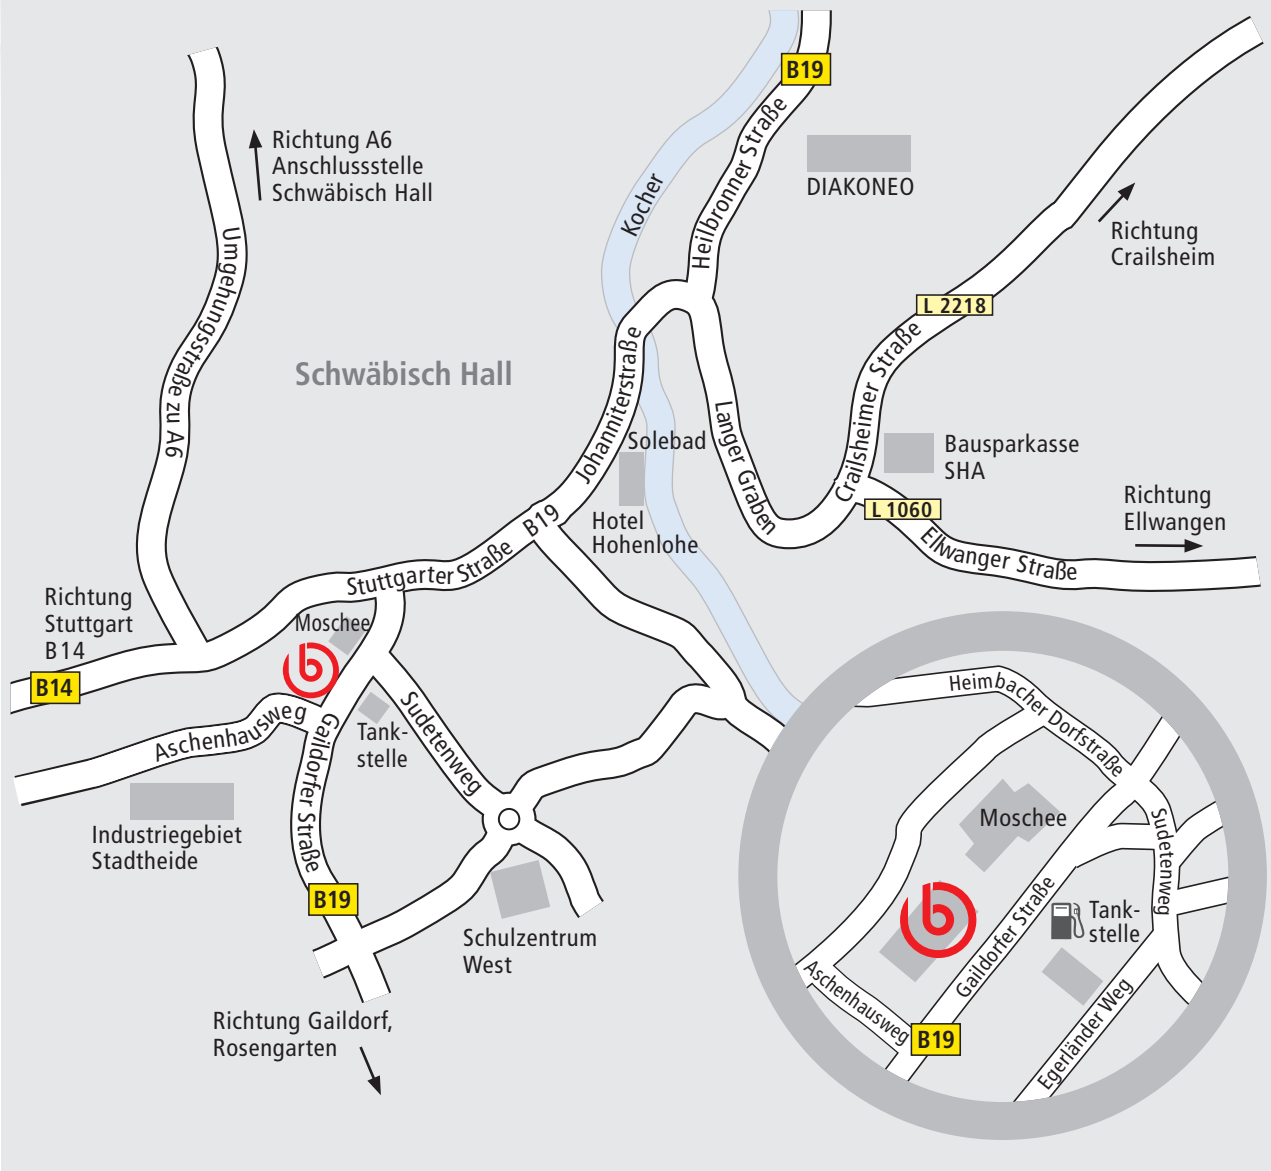 B19
Richtung A6
Anschlussstelle
Schwäbisch Hall
Heilbronner Straße
DIAKONEO
Kocher
Richtung
Crailsheim
Umgehungsstraße zu A6
L 2218
Schwäbisch Hall
Johanniterstraße
Solebad
Langer Graben
Crailsheimer Straße
Bausparkasse
SHA
L 1060
Richtung
Ellwangen
Ellwanger Straße
Hotel
Hohenlohe
Stuttgarter Straße B19
Richtung
Stuttgart
B14
B14
Moschee
b
Aschenhausweg
Gaildorfer Straße
Tank-
stelle
Sudetenweg
Industriegebiet
Stadtheide
B19
Schulzentrum
West
Richtung Gaildorf,
Rosengarten
Heimbacher Dorfstraße
Moschee
Sudetenweg
b
Gaildorfer Straße
Tank-
stelle
Aschenhausweg
B19
Egerländer Weg